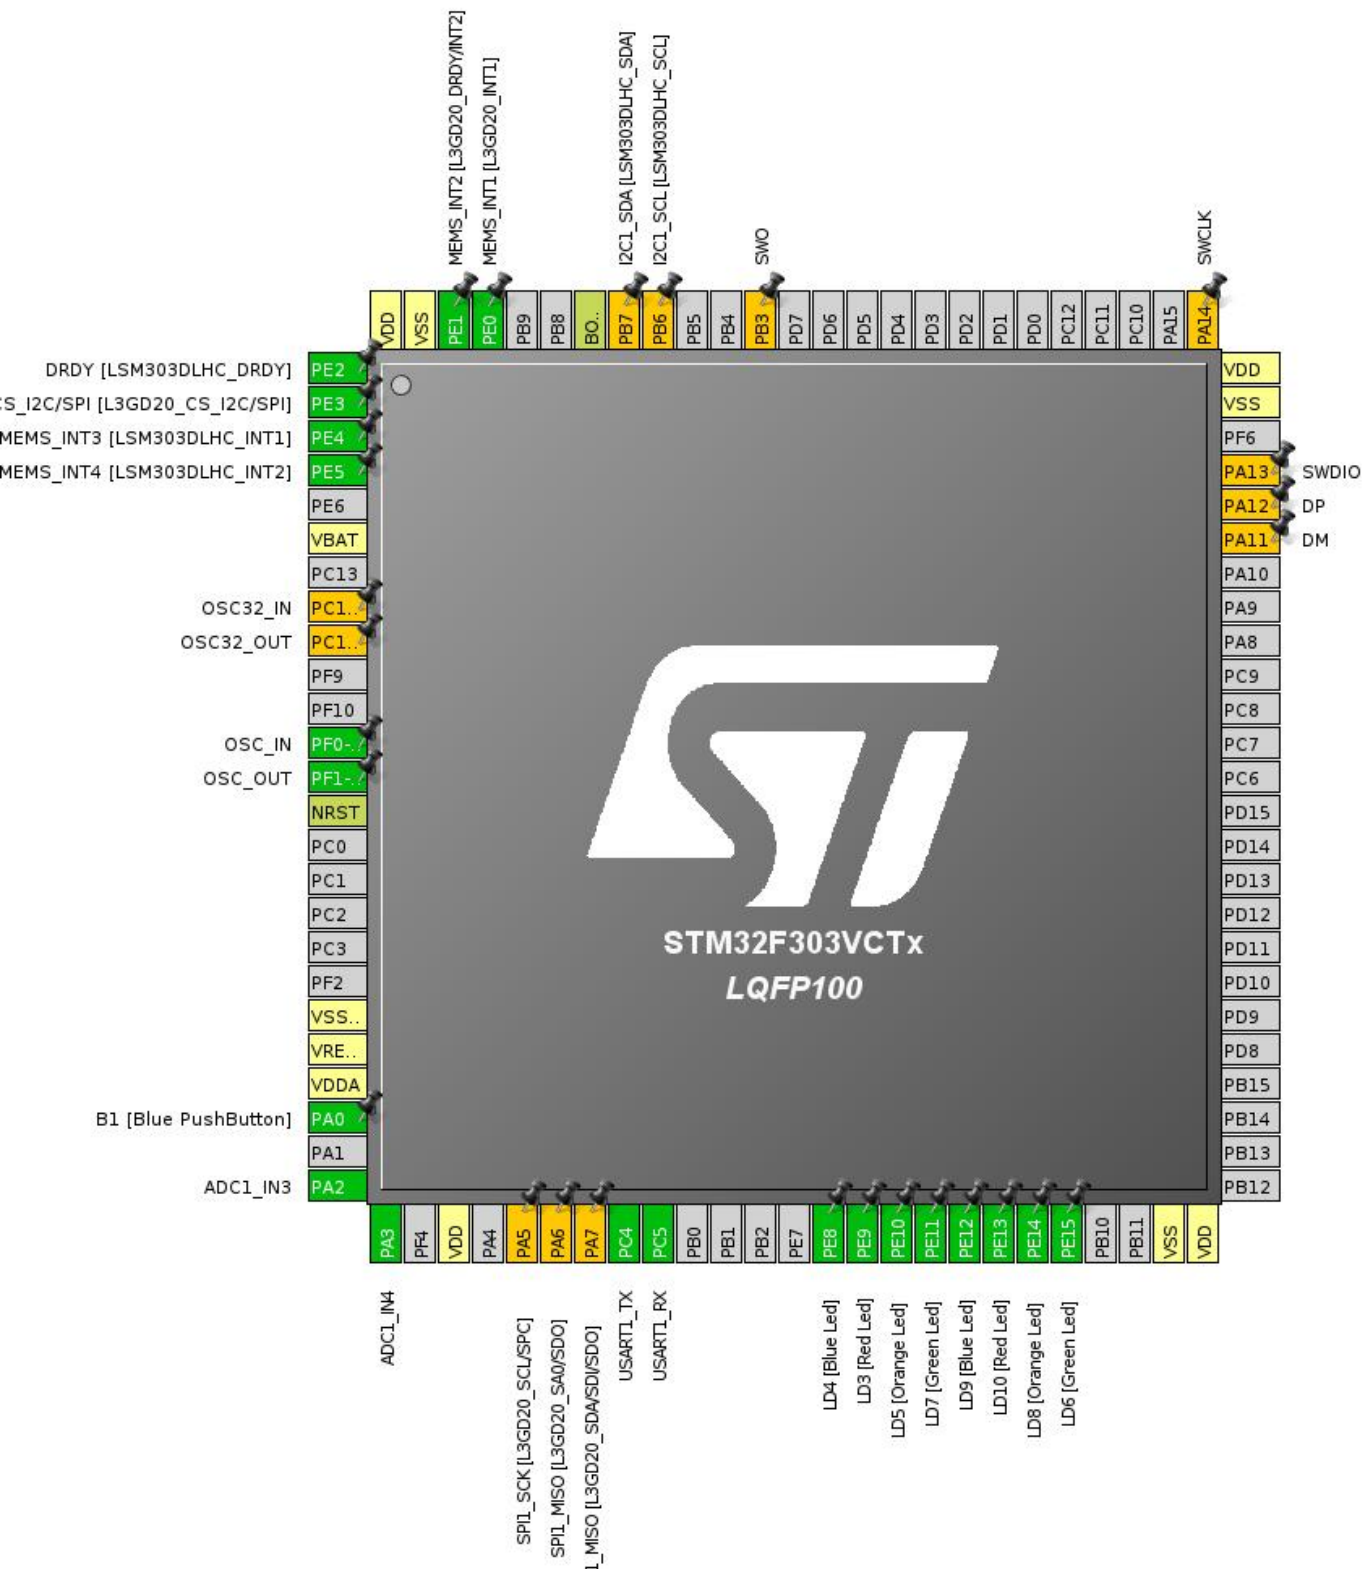 MEMS_INT2 [L3GD20_DRDY/INT2]
MEMS_INT1 [L3GD20_INT1]
I2C1_SDA [LSM303DLHC_SDA]
I2C1_SCL [LSM303DLHC_SCL]
SWO
SWCLK
VDD
VSS
PE1
PE0
PB9
PB8
BO..
PB7
PB6
PB5
PB4
PB3
PD7
PD6
PD5
PD4
PD3
PD2
PD1
PD0
PC12
PC11
PC10
PA15
PA14
DRDY [LSM303DLHC_DRDY] PE2
CS_I2C/SPI [L3GD20_CS_I2C/SPI] PE3
MEMS_INT3 [LSM303DLHC_INT1] PE4
MEMS_INT4 [LSM303DLHC_INT2] PE5
PE6
VBAT
PC13
OSC32_IN PC1..
OSC32_OUT PC1..
PF9
PF10
OSC_IN PF0-..
OSC_OUT PF1-..
NRST
PC0
PC1
PC2
PC3
PF2
VSS..
VRE..
VDDA
B1 [Blue PushButton] PA0
PA1
ADC1_IN3 PA2
STM32F303VCTx
LQFP100
VDD
VSS
PF6
PA13 SWDIO
PA12 DP
PA11 DM
PA10
PA9
PA8
PC9
PC8
PC7
PC6
PD15
PD14
PD13
PD12
PD11
PD10
PD9
PD8
PB15
PB14
PB13
PB12
PA3
PF4
VDD
PA4
PA5
PA6
PA7
PC4
PC5
PB0
PB1
PB2
PE7
PE8
PE9
PE10
PE11
PE12
PE13
PE14
PE15
PB10
PB11
VSS
VDD
ADC1_IN4
SPI1_SCK [L3GD20_SCL/SPC]
SPI1_MISO [L3GD20_SA0/SDO]
1_MISO [L3GD20_SDA/SDI/SDO]
USART1_TX
USART1_RX
LD4 [Blue Led]
LD3 [Red Led]
LD5 [Orange Led]
LD7 [Green Led]
LD9 [Blue Led]
LD10 [Red Led]
LD8 [Orange Led]
LD6 [Green Led]